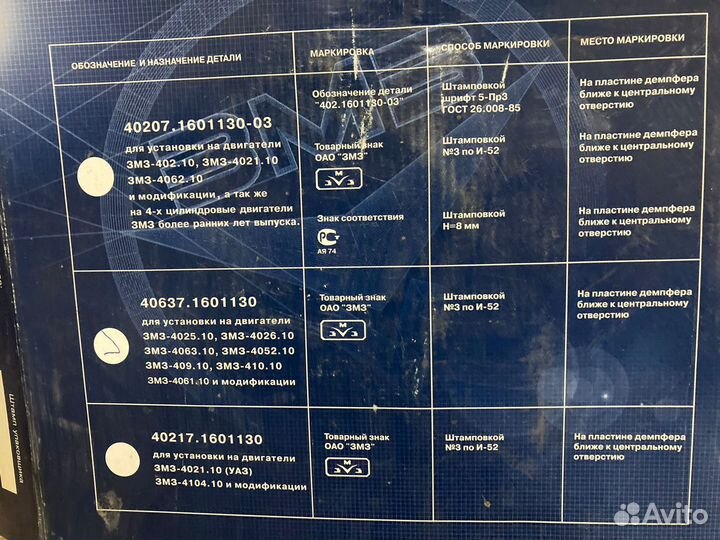 ОБОЗНАЧЕНИЕ И НАЗНАЧЕНИЕ ДЕТАЛИ
МАРКИРОВКА
СПОСОБ МАРКИРОВКИ
МЕСТО МАРКИРОВКИ
40207.1601130-03
для установки на двигатели
ЗМЗ-402.10, ЗМЗ-4021.10
ЗМЗ-4062.10
и модификации, а так же
на 4-х цилиндровые двигатели
ЗМЗ более ранних лет выпуска.
Обозначение детали
"402.1601130-03"
Штамповкой
шрифт 5-Пр3
ГОСТ 26.008-85
На пластине демпфера
ближе к центральному
отверстию
Товарный знак
ОАО "ЗМЗ"
Штамповкой
№3 по И-52
На пластине демпфера
ближе к центральному
отверстию
Знак соответствия
АЯ 74
Штамповкой
Н=8 мм
На пластине демпфера
ближе к центральному
отверстию
40637.1601130
для установки на двигатели
ЗМЗ-4025.10, ЗМЗ-4026.10
ЗМЗ-4063.10, ЗМЗ-4052.10
ЗМЗ-409.10, ЗМЗ-410.10
ЗМЗ-4061.10 и модификации
Товарный знак
ОАО "ЗМЗ"
Штамповкой
№3 по И-52
На пластине демпфера
ближе к центральному
отверстию
40217.1601130
для установки на двигатели
ЗМЗ-4021.10 (УАЗ)
ЗМЗ-4104.10 и модификации
Товарный знак
ОАО "ЗМЗ"
Штамповкой
№3 по И-52
На пластине демпфера
ближе к центральному
отверстию
Штамп упаковщика
Avito